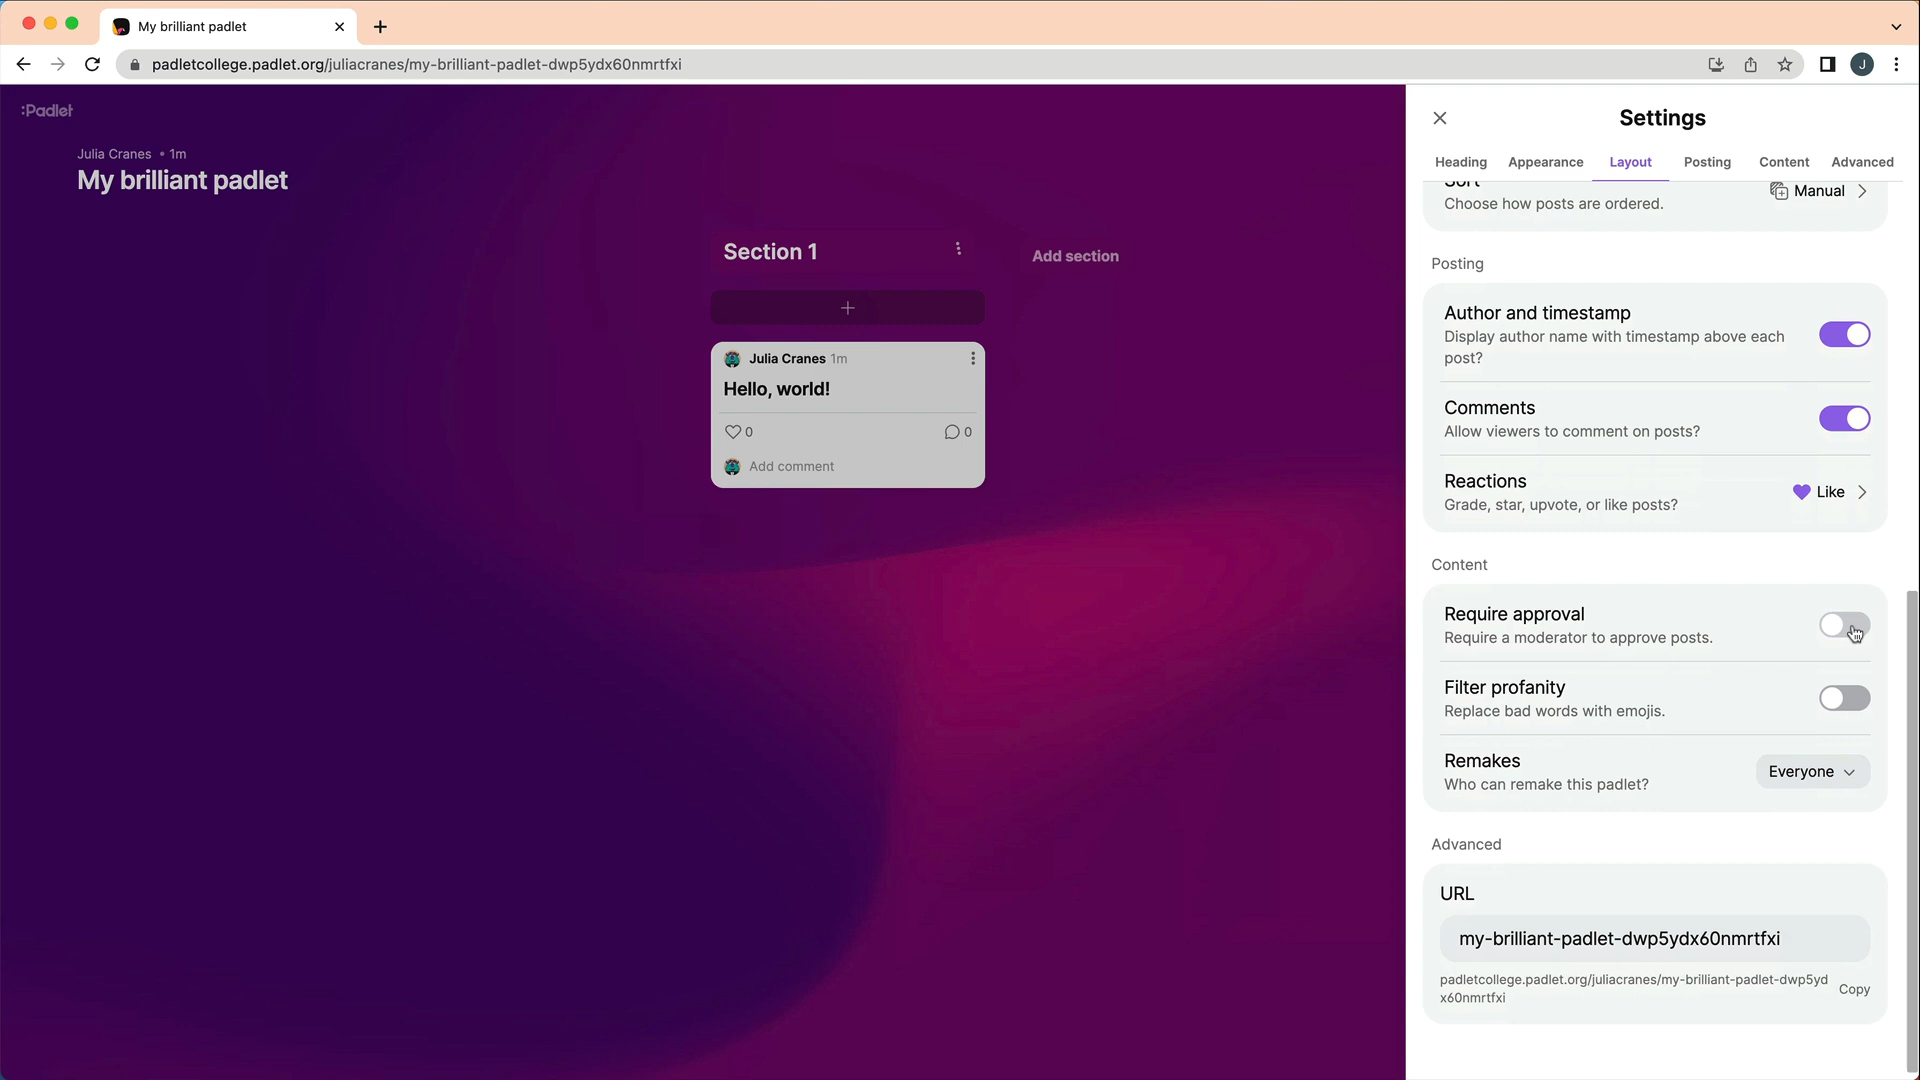 My brilliant padlet
padletcollege.padlet.org/juliacranes/my-brilliant-padlet-dwp5ydx60nmrtfxi
J
:Padlet
Julia Cranes • 1m
My brilliant padlet
Section 1
Add section
Julia Cranes 1m
Hello, world!
0 0
Add comment
Settings
Heading Appearance Layout Posting Content Advanced
Sort
Manual
Choose how posts are ordered.
Posting
Author and timestamp
Display author name with timestamp above each
post?
Comments
Allow viewers to comment on posts?
Reactions
Like
Grade, star, upvote, or like posts?
Content
Require approval
Require a moderator to approve posts.
Filter profanity
Replace bad words with emojis.
Remakes
Everyone
Who can remake this padlet?
Advanced
URL
my-brilliant-padlet-dwp5ydx60nmrtfxi
padletcollege.padlet.org/juliacranes/my-brilliant-padlet-dwp5yd
x60nmrtfxi
Copy